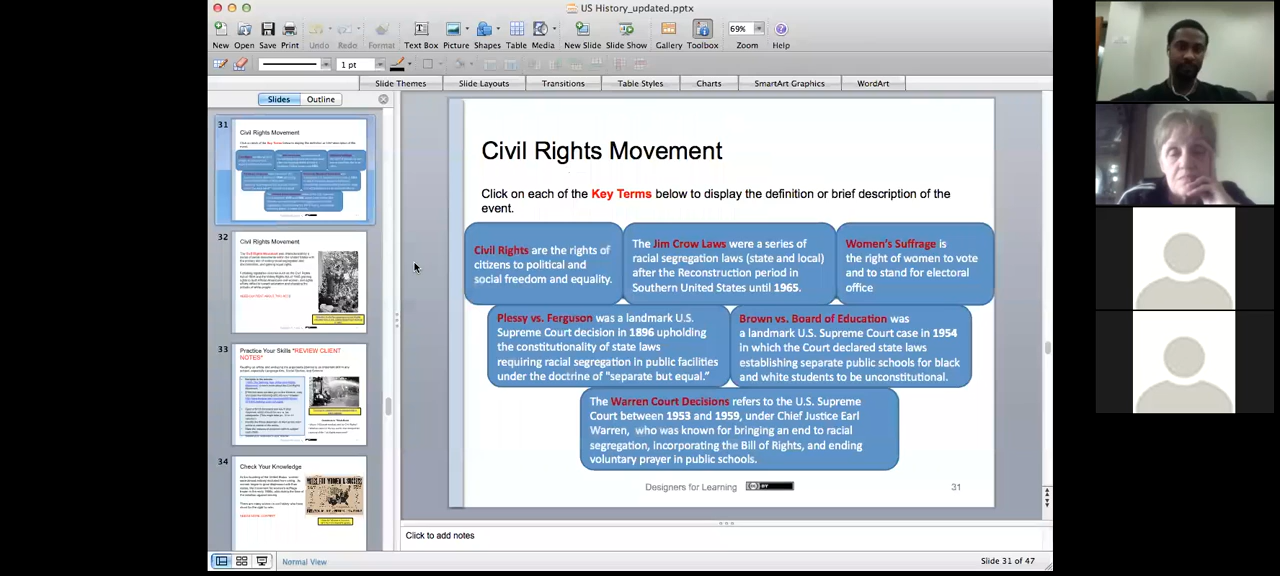 US History_updated.pptx
New Open Save Print Undo Redo Format Text Box Picture Shapes Table Media New Slide Slide Show Gallery Toolbox Zoom Help
69%
1 pt
Slide Themes Slide Layouts Transitions Table Styles Charts SmartArt Graphics WordArt
Slides Outline
31
Civil Rights Movement
32
Civil Rights Movement
33
Practice Your Skills *REVIEW CLIENT
NOTES*
34
Check Your Knowledge
Civil Rights Movement
Click on each of the Key Terms below to display the definition or brief description of the
event.
Civil Rights are the rights of
citizens to political and
social freedom and equality.
The Jim Crow Laws were a series of
racial segregation laws (state and local)
after the Reconstruction period in
Southern United States until 1965.
Women's Suffrage is
the right of women to vote
and to stand for electoral
office
Plessy vs. Ferguson was a landmark U.S.
Supreme Court decision in 1896 upholding
the constitutionality of state laws
requiring racial segregation in public facilities
under the doctrine of "separate but equal."
Brown vs. Board of Education was
a landmark U.S. Supreme Court case in 1954
in which the Court declared state laws
establishing separate public schools for black
and white students to be unconstitutional.
The Warren Court Decisions refers to the U.S. Supreme
Court between 1953 and 1959, under Chief Justice Earl
Warren, who was known for bringing an end to racial
segregation, incorporating the Bill of Rights, and ending
voluntary prayer in public schools.
Designers for Learning
31
Click to add notes
Normal View
Slide 31 of 47